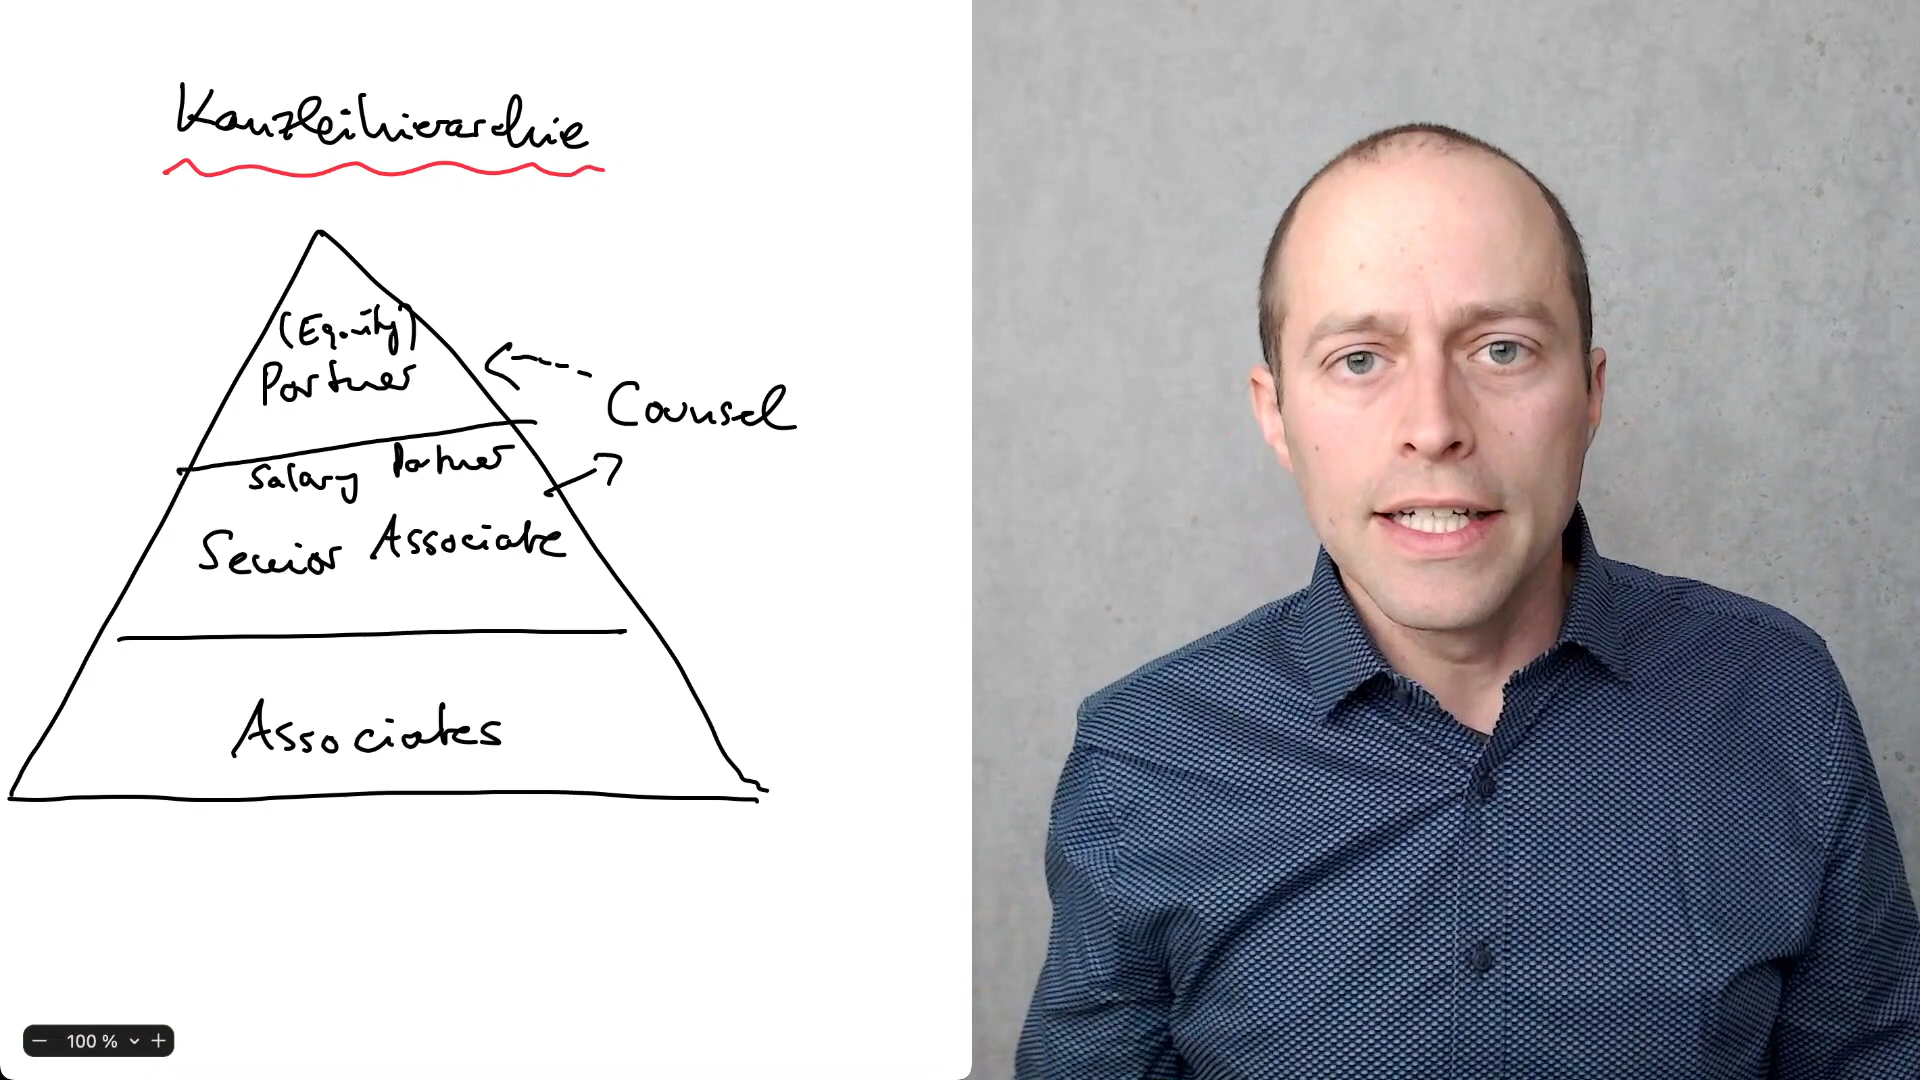 Kanzleihierarchie
(Equity)
Partner
Counsel
Salary Partner
Senior Associate
Associates
100 %